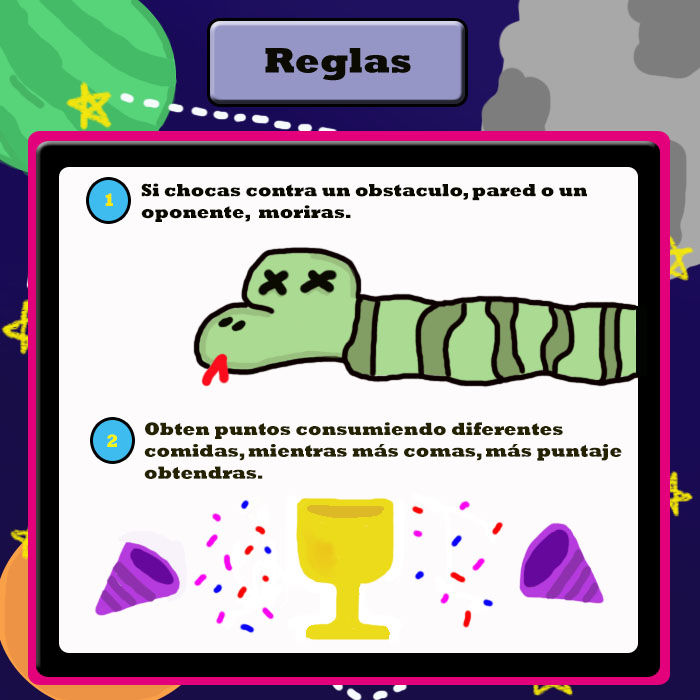 Reglas
1
Si chocas contra un obstaculo, pared o un
oponente, moriras.
2
Obten puntos consumiendo diferentes
comidas, mientras más comas, más puntaje
obtendras.